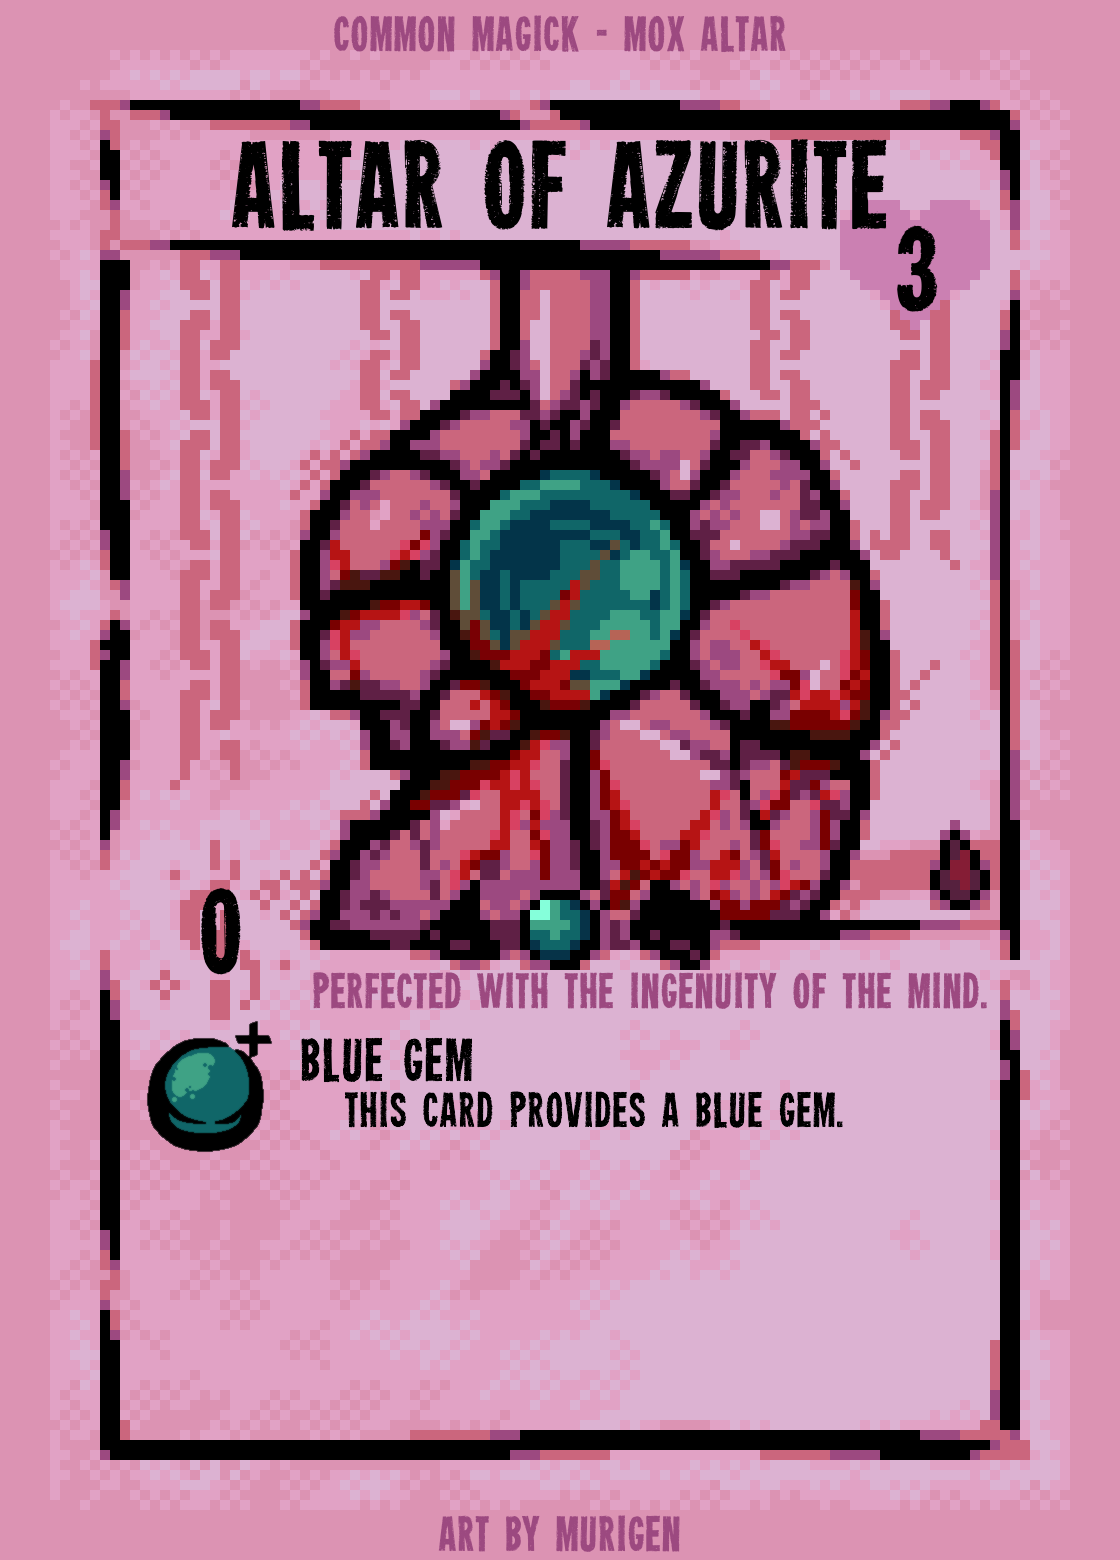 COMMON MAGICK - MOX ALTAR
ALTAR OF AZURITE
3
0
PERFECTED WITH THE INGENUITY OF THE MIND.
BLUE GEM
THIS CARD PROVIDES A BLUE GEM.
ART BY MURIGEN